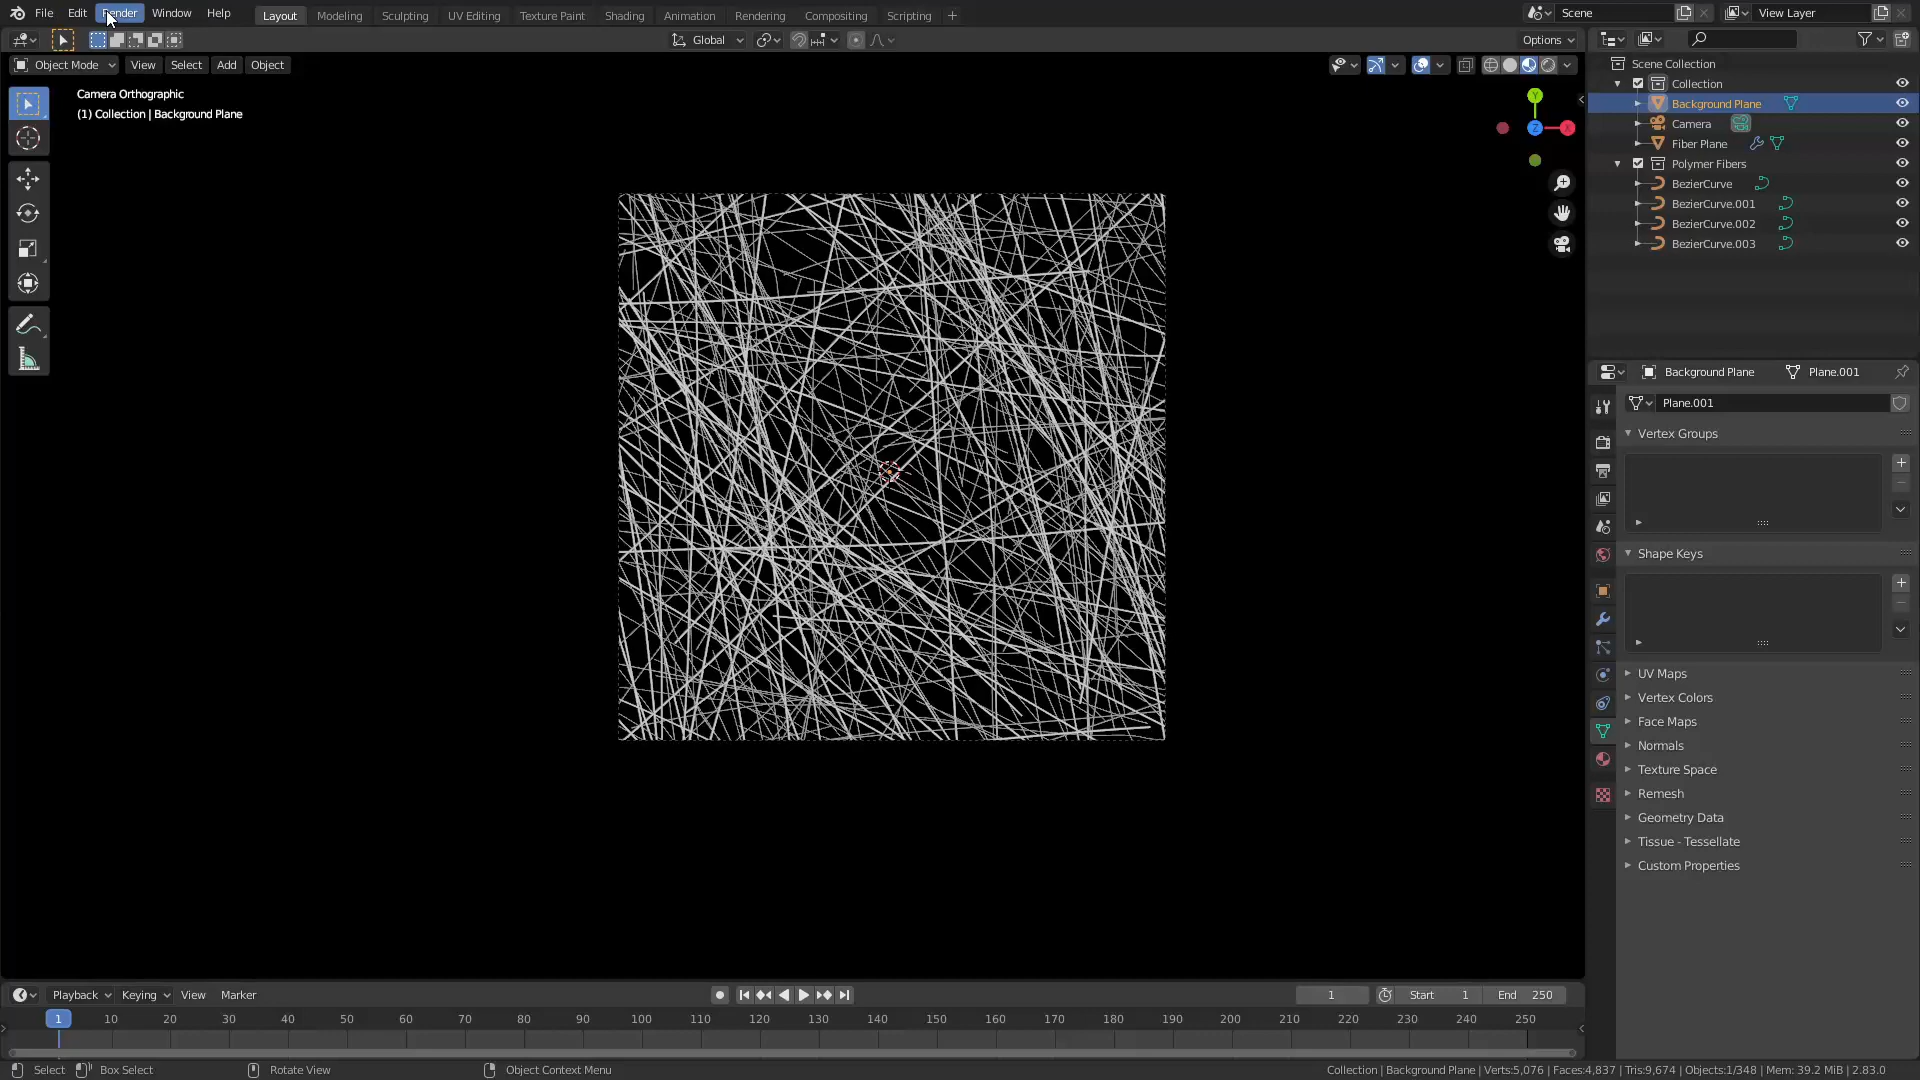 File Edit Render Window Help Layout Modeling Sculpting UV Editing Texture Paint Shading Animation Rendering Compositing Scripting + Scene View Layer
Global Options
Object Mode View Select Add Object
Camera Orthographic
(1) Collection | Background Plane
Y
Z
X
Scene Collection
Collection
Background Plane
Camera
Fiber Plane
Polymer Fibers
BezierCurve
BezierCurve.001
BezierCurve.002
BezierCurve.003
Background Plane Plane.001
Plane.001
Vertex Groups
Shape Keys
UV Maps
Vertex Colors
Face Maps
Normals
Texture Space
Remesh
Geometry Data
Tissue - Tessellate
Custom Properties
Playback Keying View Marker 1 Start 1 End 250
1 10 20 30 40 50 60 70 80 90 100 110 120 130 140 150 160 170 180 190 200 210 220 230 240 250
Select Box Select Rotate View Object Context Menu Collection | Background Plane | Verts:5,076 | Faces:4,837 | Tris:9,674 | Objects:1/348 | Mem: 39.2 MiB | 2.83.0